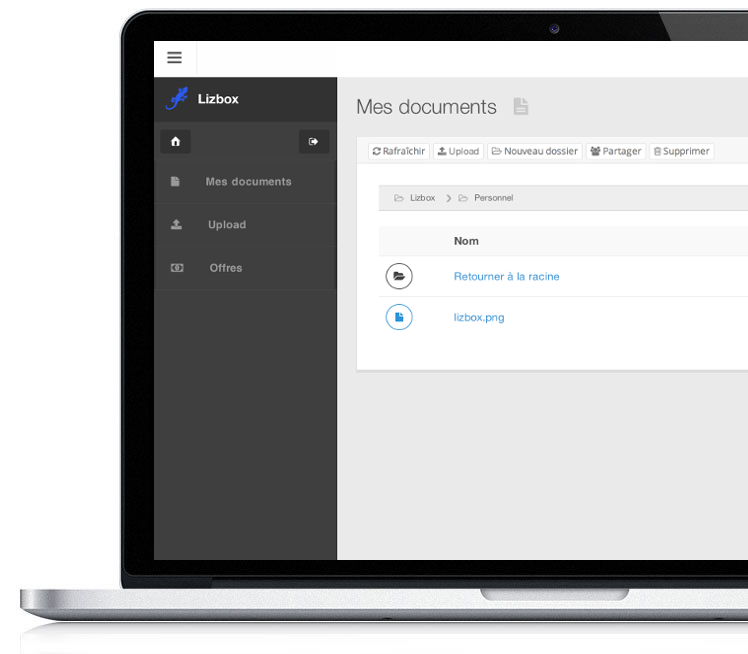 Lizbox
Mes documents
Upload
Offres
Mes documents
Rafraîchir Upload Nouveau dossier Partager Supprimer
Lizbox Personnel
Nom
Retourner à la racine
lizbox.png